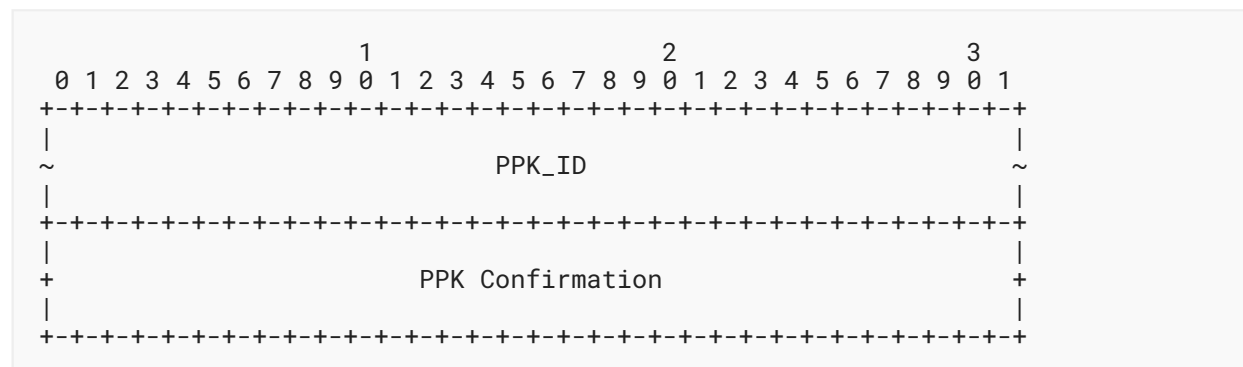 1                   2                   3
 0 1 2 3 4 5 6 7 8 9 0 1 2 3 4 5 6 7 8 9 0 1 2 3 4 5 6 7 8 9 0 1
+-+-+-+-+-+-+-+-+-+-+-+-+-+-+-+-+-+-+-+-+-+-+-+-+-+-+-+-+-+-+-+-+
|                                                               |
~                             PPK_ID                            ~
|                                                               |
+-+-+-+-+-+-+-+-+-+-+-+-+-+-+-+-+-+-+-+-+-+-+-+-+-+-+-+-+-+-+-+-+
|                                                               |
+                        PPK Confirmation                       +
|                                                               |
+-+-+-+-+-+-+-+-+-+-+-+-+-+-+-+-+-+-+-+-+-+-+-+-+-+-+-+-+-+-+-+-+